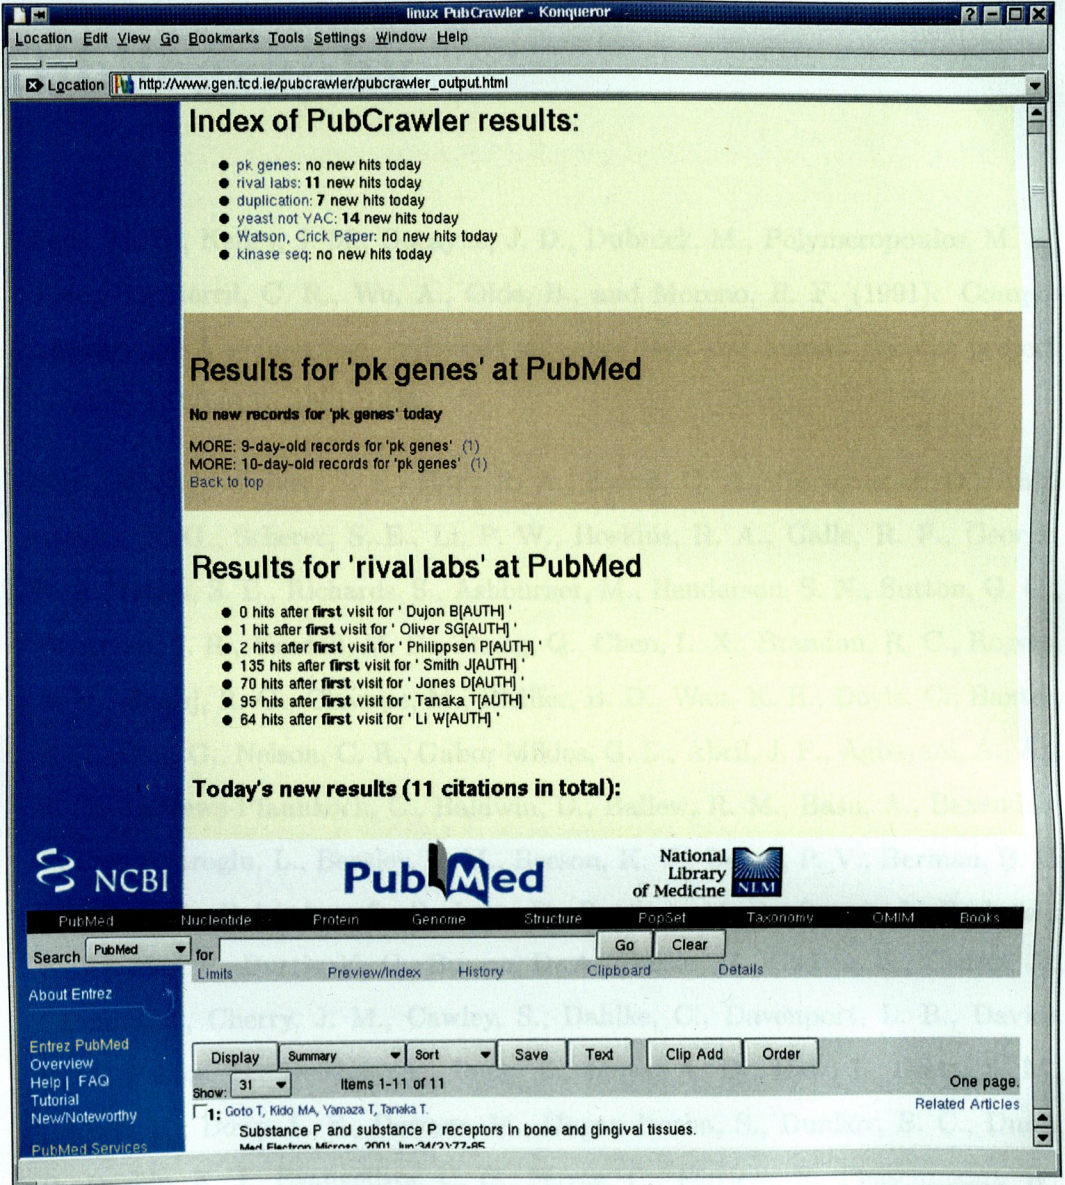 linux PubCrawler - Konqueror
Location Edit View Go Bookmarks Tools Settings Window Help
Location http://www.gen.tcd.ie/pubcrawler/pubcrawler_output.html
Index of PubCrawler results:
pk genes: no new hits today
rival labs: 11 new hits today
duplication: 7 new hits today
yeast not YAC: 14 new hits today
Watson, Crick Paper: no new hits today
kinase seq: no new hits today
Results for 'pk genes' at PubMed
No new records for 'pk genes' today
MORE: 9-day-old records for 'pk genes' (1)
MORE: 10-day-old records for 'pk genes' (1)
Back to top
Results for 'rival labs' at PubMed
0 hits after first visit for ' Dujon B[AUTH] '
1 hit after first visit for ' Oliver SG[AUTH] '
2 hits after first visit for ' Philippsen P[AUTH] '
135 hits after first visit for ' Smith J[AUTH] '
70 hits after first visit for ' Jones D[AUTH] '
95 hits after first visit for ' Tanaka T[AUTH] '
64 hits after first visit for ' Li W[AUTH] '
Today's new results (11 citations in total):
NCBI PubMed National Library of Medicine NLM
PubMed Nucleotide Protein Genome Structure PopSet Taxonomy OMIM Books
Search PubMed for Go Clear
Limits Preview/Index History Clipboard Details
About Entrez
Entrez PubMed
Overview
Help | FAQ
Tutorial
New/Noteworthy
PubMed Services
Display Summary Sort Save Text Clip Add Order
Show: 31 Items 1-11 of 11 One page.
1: Goto T, Kido MA, Yamaza T, Tanaka T. Related Articles
Substance P and substance P receptors in bone and gingival tissues.
Med Electron Microsc. 2001 Jun;34(2):77-85.